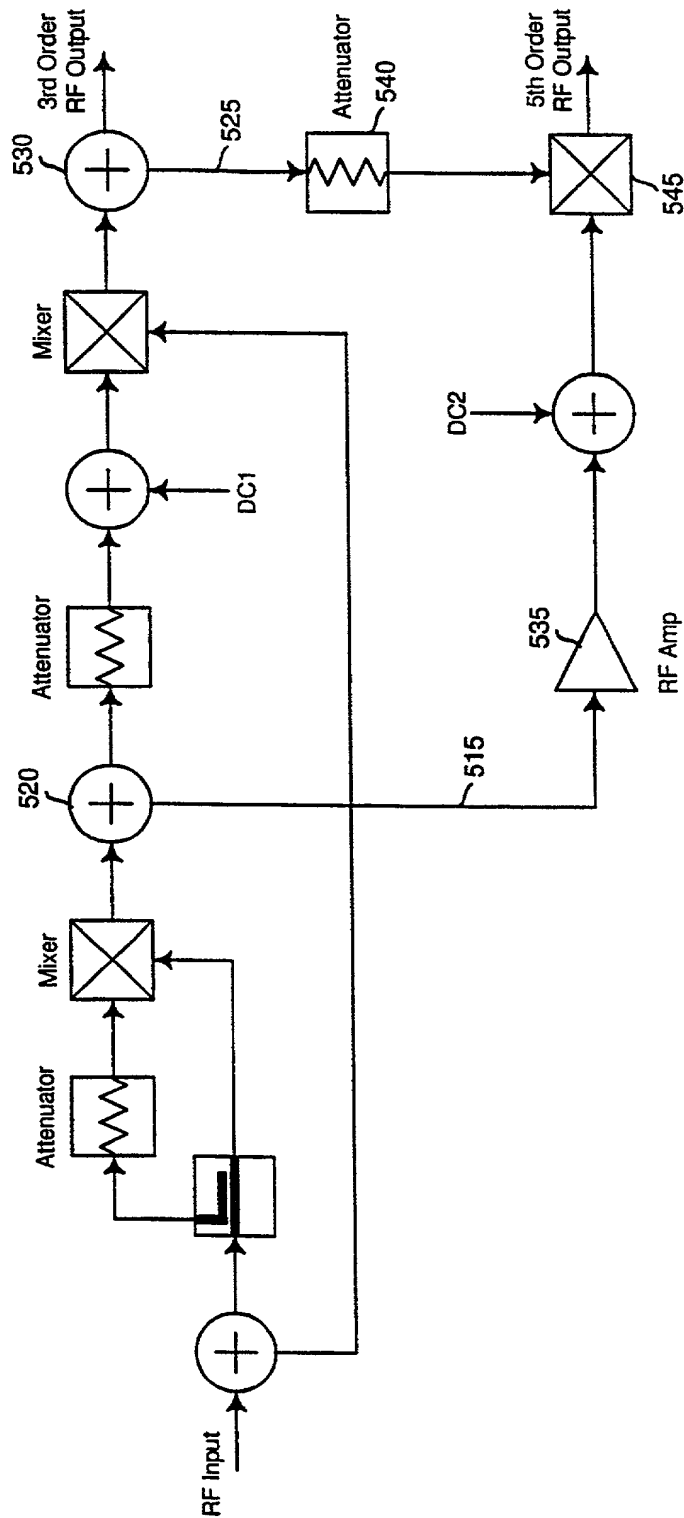 RF Input
Attenuator
Mixer
520
Attenuator
DC1
Mixer
530
3rd Order
RF Output
525
Attenuator
540
515
535
RF Amp
DC2
5th Order
RF Output
545